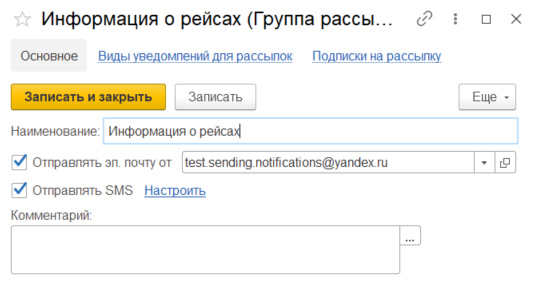 Информация о рейсах (Группа рассы...
Основное Виды уведомлений для рассылок Подписки на рассылку
Записать и закрыть Записать Еще
Наименование: Информация о рейсах
Отправлять эл. почту от test.sending.notifications@yandex.ru
Отправлять SMS Настроить
Комментарий:
...